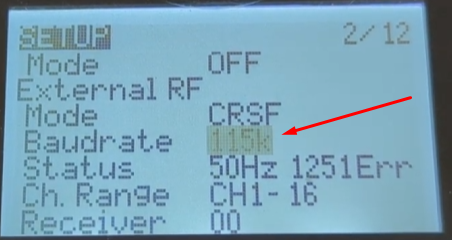 SETUP 2/12
Mode OFF
External RF
Mode CRSF
Baudrate 115k
Status 50Hz 1251Err
Ch. Range CH1-16
Receiver 00